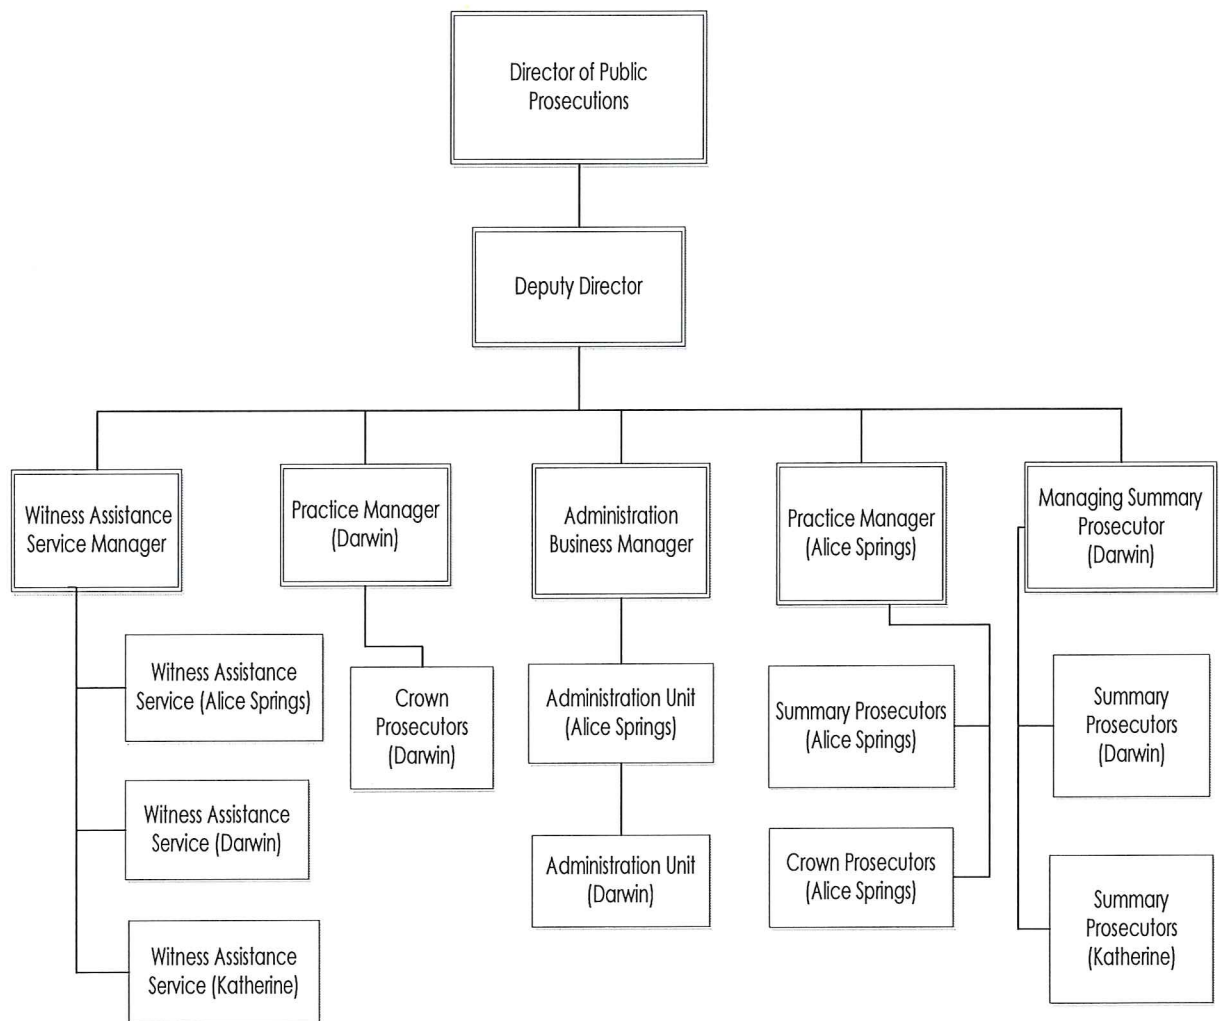 Director of Public
Prosecutions
Deputy Director
Witness Assistance
Service Manager
Practice Manager
(Darwin)
Administration
Business Manager
Practice Manager
(Alice Springs)
Managing Summary
Prosecutor
(Darwin)
Witness Assistance
Service (Alice Springs)
Witness Assistance
Service (Darwin)
Witness Assistance
Service (Katherine)
Crown
Prosecutors
(Darwin)
Administration Unit
(Alice Springs)
Administration Unit
(Darwin)
Summary Prosecutors
(Alice Springs)
Crown Prosecutors
(Alice Springs)
Summary
Prosecutors
(Darwin)
Summary
Prosecutors
(Katherine)